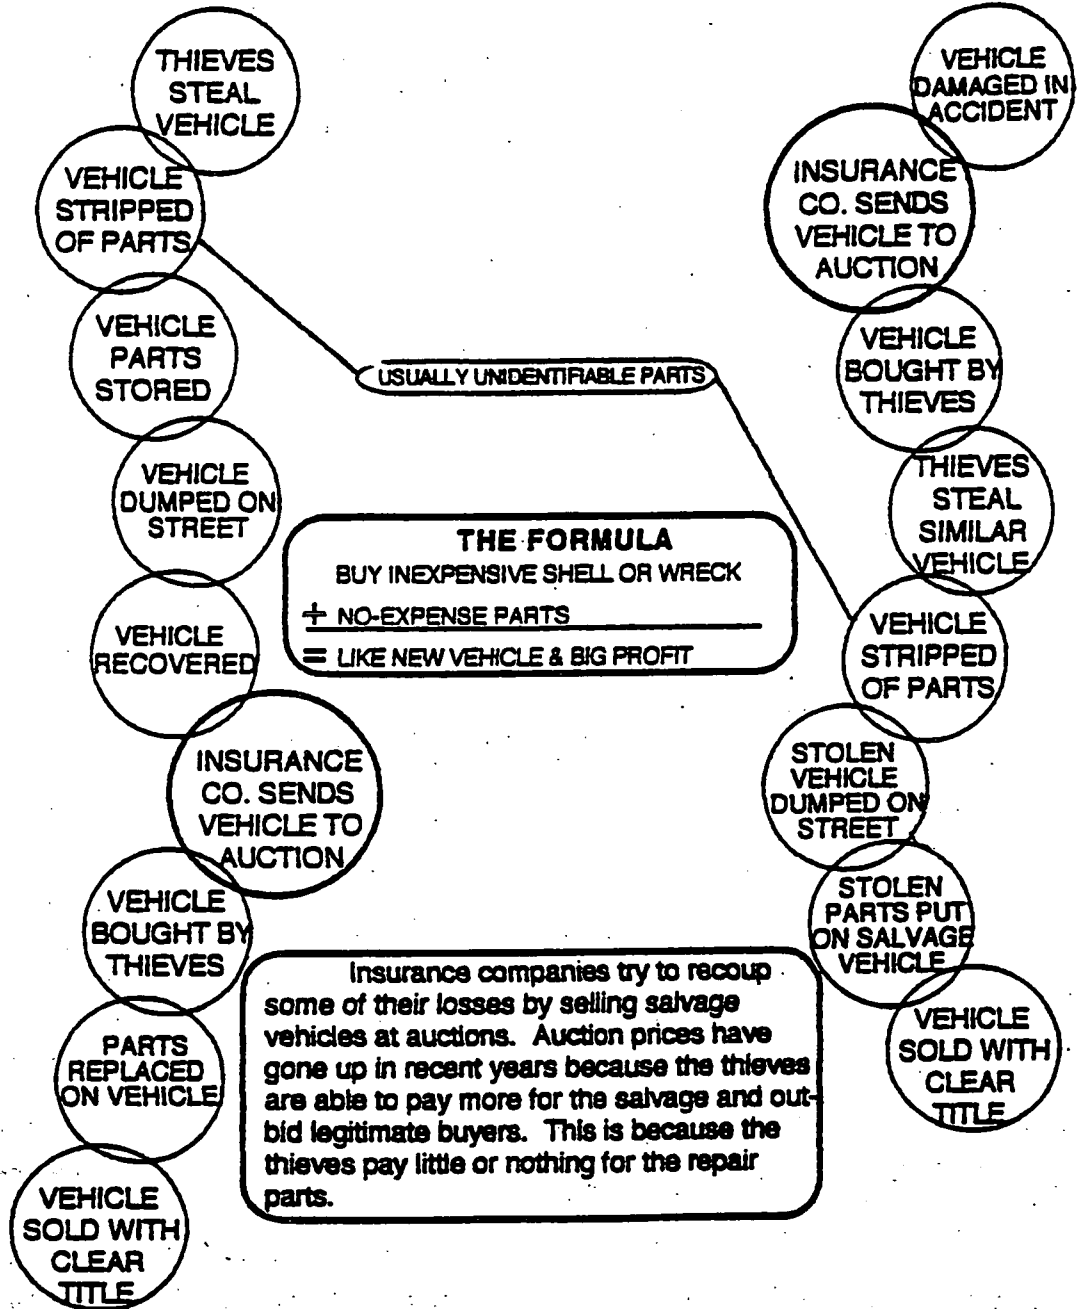 THIEVES
STEAL
VEHICLE
VEHICLE
STRIPPED
OF PARTS
VEHICLE
PARTS
STORED
VEHICLE
DUMPED ON
STREET
VEHICLE
RECOVERED
INSURANCE
CO. SENDS
VEHICLE TO
AUCTION
VEHICLE
BOUGHT BY
THIEVES
PARTS
REPLACED
ON VEHICLE
VEHICLE
SOLD WITH
CLEAR
TITLE
USUALLY UNIDENTIFIABLE PARTS
THE FORMULA
BUY INEXPENSIVE SHELL OR WRECK
+ NO-EXPENSE PARTS
= LIKE NEW VEHICLE & BIG PROFIT
Insurance companies try to recoup
some of their losses by selling salvage
vehicles at auctions. Auction prices have
gone up in recent years because the thieves
are able to pay more for the salvage and out-
bid legitimate buyers. This is because the
thieves pay little or nothing for the repair
parts.
VEHICLE
DAMAGED IN
ACCIDENT
INSURANCE
CO. SENDS
VEHICLE TO
AUCTION
VEHICLE
BOUGHT BY
THIEVES
THIEVES
STEAL
SIMILAR
VEHICLE
VEHICLE
STRIPPED
OF PARTS
STOLEN
VEHICLE
DUMPED ON
STREET
STOLEN
PARTS PUT
ON SALVAGE
VEHICLE
VEHICLE
SOLD WITH
CLEAR
TITLE